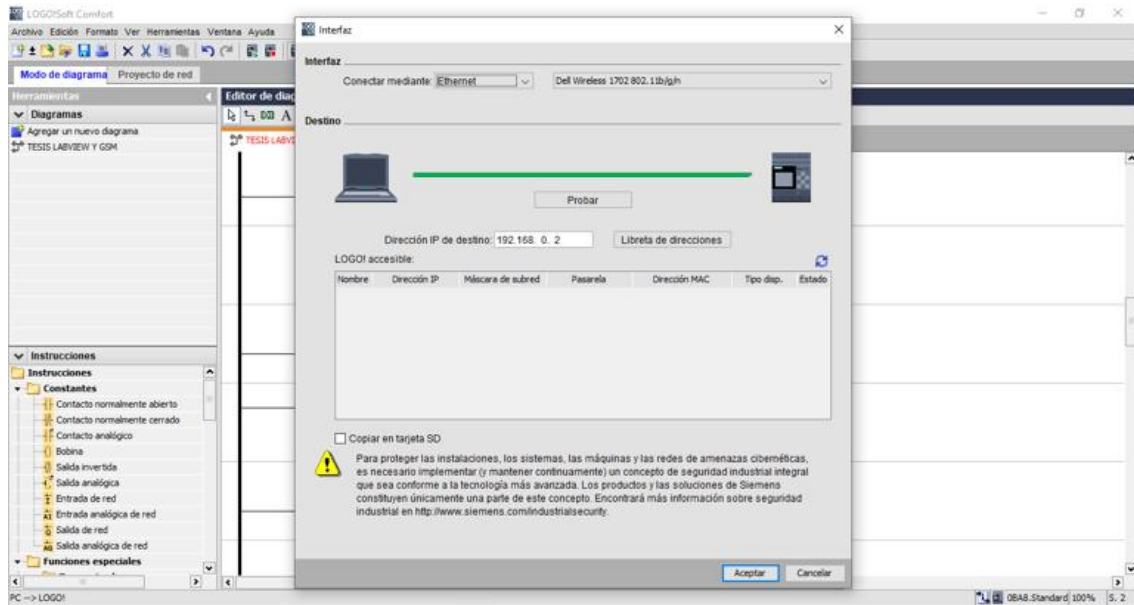 LOGO!Soft Comfort
Archivo Edición Formato Ver Herramientas Ventana Ayuda
Modo de diagrama Proyecto de red
Herramientas
Diagramas
Agregar un nuevo diagrama
TESIS LABVIEW Y GSM
Instrucciones
Instrucciones
Constantes
Contacto normalmente abierto
Contacto normalmente cerrado
Contacto analógico
Bobina
Salida invertida
Salida analógica
Entrada de red
Entrada analógica de red
Salida de red
Salida analógica de red
Funciones especiales
PC --> LOGO!
Editor de diag
TESIS LABVI
Interfaz
Interfaz
Conectar mediante: Ethernet Dell Wireless 1702 802.11b/g/n
Destino
Probar
Dirección IP de destino: 192.168. 0. 2 Libreta de direcciones
LOGO! accesible:
Nombre Dirección IP Máscara de subred Pasarela Dirección MAC Tipo disp. Estado
Copiar en tarjeta SD
Para proteger las instalaciones, los sistemas, las máquinas y las redes de amenazas cibernéticas,
es necesario implementar (y mantener continuamente) un concepto de seguridad industrial integral
que sea conforme a la tecnología más avanzada. Los productos y las soluciones de Siemens
constituyen únicamente una parte de este concepto. Encontrará más información sobre seguridad
industrial en http://www.siemens.com/industrialsecurity.
Aceptar Cancelar
0BA8.Standard 100% S. 2